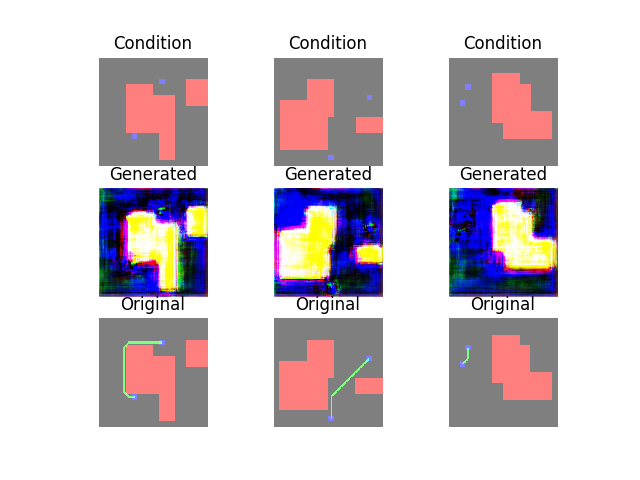 Condition Condition Condition
Generated Generated Generated
Original Original Original